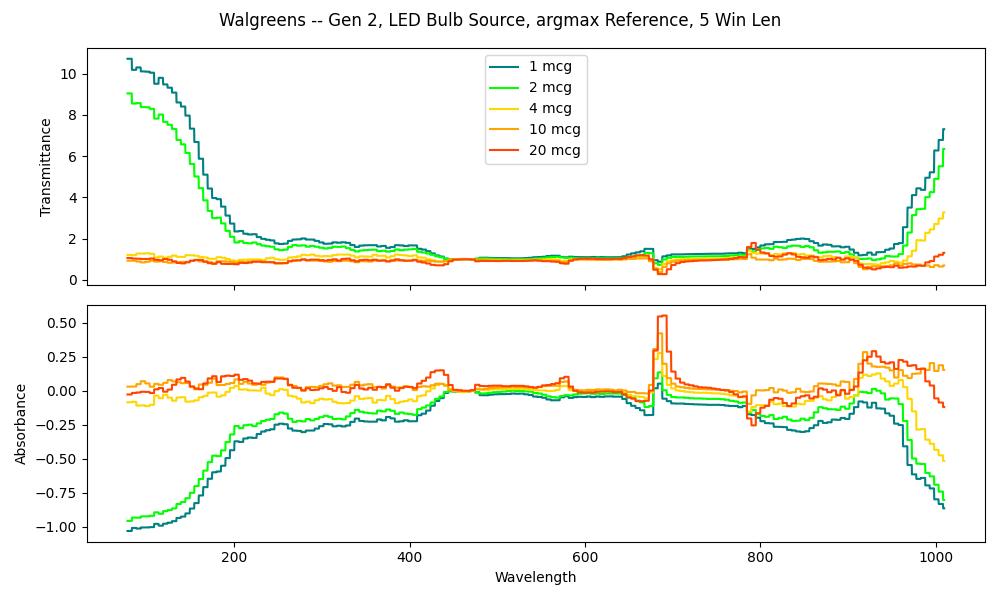 Walgreens -- Gen 2, LED Bulb Source, argmax Reference, 5 Win Len
10
8
6
4
2
0
Transmittance
1 mcg
2 mcg
4 mcg
10 mcg
20 mcg
0.50
0.25
0.00
−0.25
−0.50
−0.75
−1.00
Absorbance
200 400 600 800 1000
Wavelength